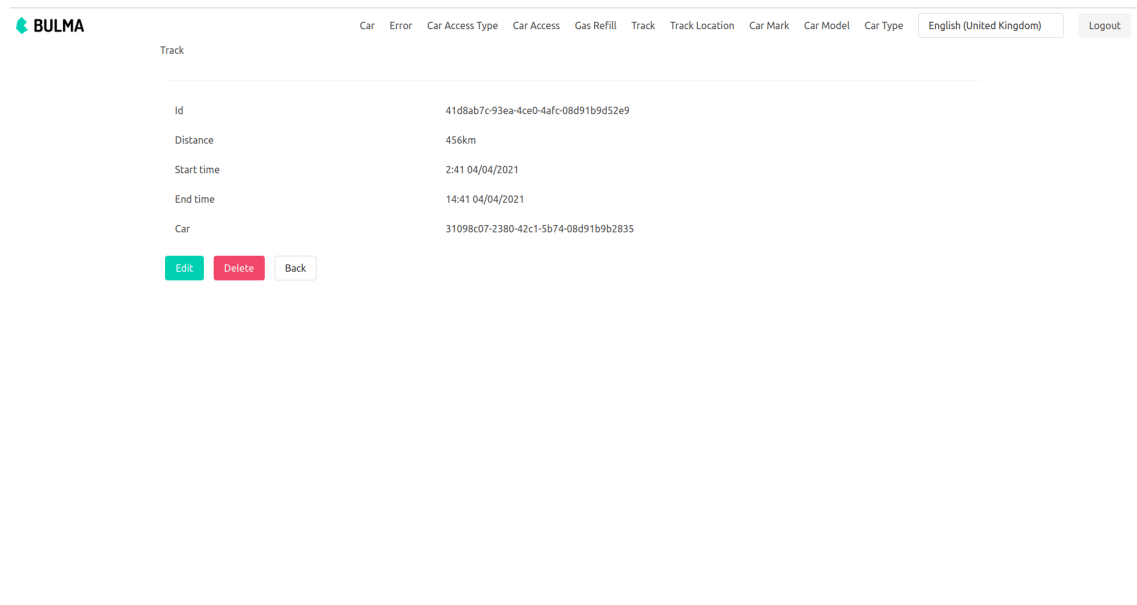 BULMA Car Error Car Access Type Car Access Gas Refill Track Track Location Car Mark Car Model Car Type English (United Kingdom) Logout
Track
Id 41d8ab7c-93ea-4ce0-4afc-08d91b9d52e9
Distance 456km
Start time 2:41 04/04/2021
End time 14:41 04/04/2021
Car 31098c07-2380-42c1-5b74-08d91b9b2835
Edit Delete Back